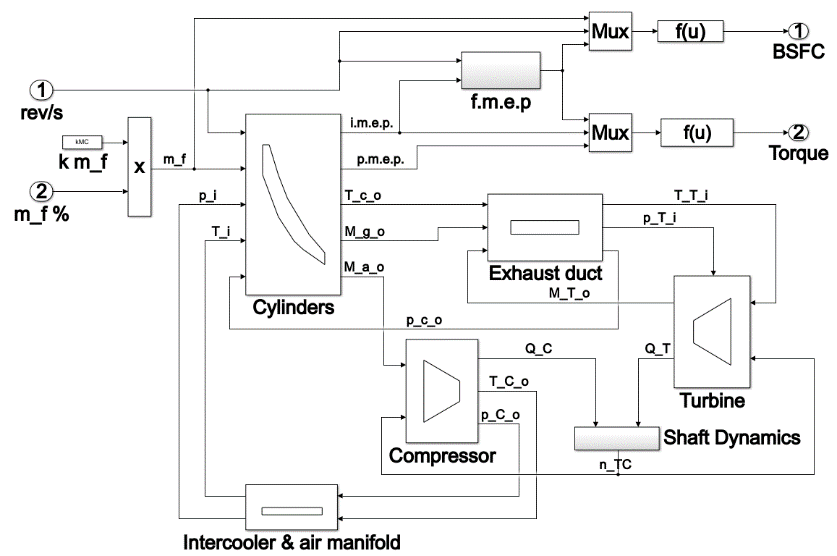 Mux
f(u)
1
BSFC
1
rev/s
f.m.e.p
kMC
k m_f
x
m_f
i.m.e.p.
Mux
f(u)
2
Torque
2
m_f %
p.m.e.p.
p_i
T_c_o
T_T_i
p_T_i
T_i
M_g_o
M_a_o
Exhaust duct
Cylinders
M_T_o
p_c_o
Q_C
Q_T
T_C_o
p_C_o
Turbine
Compressor
Shaft Dynamics
n_TC
Intercooler & air manifold